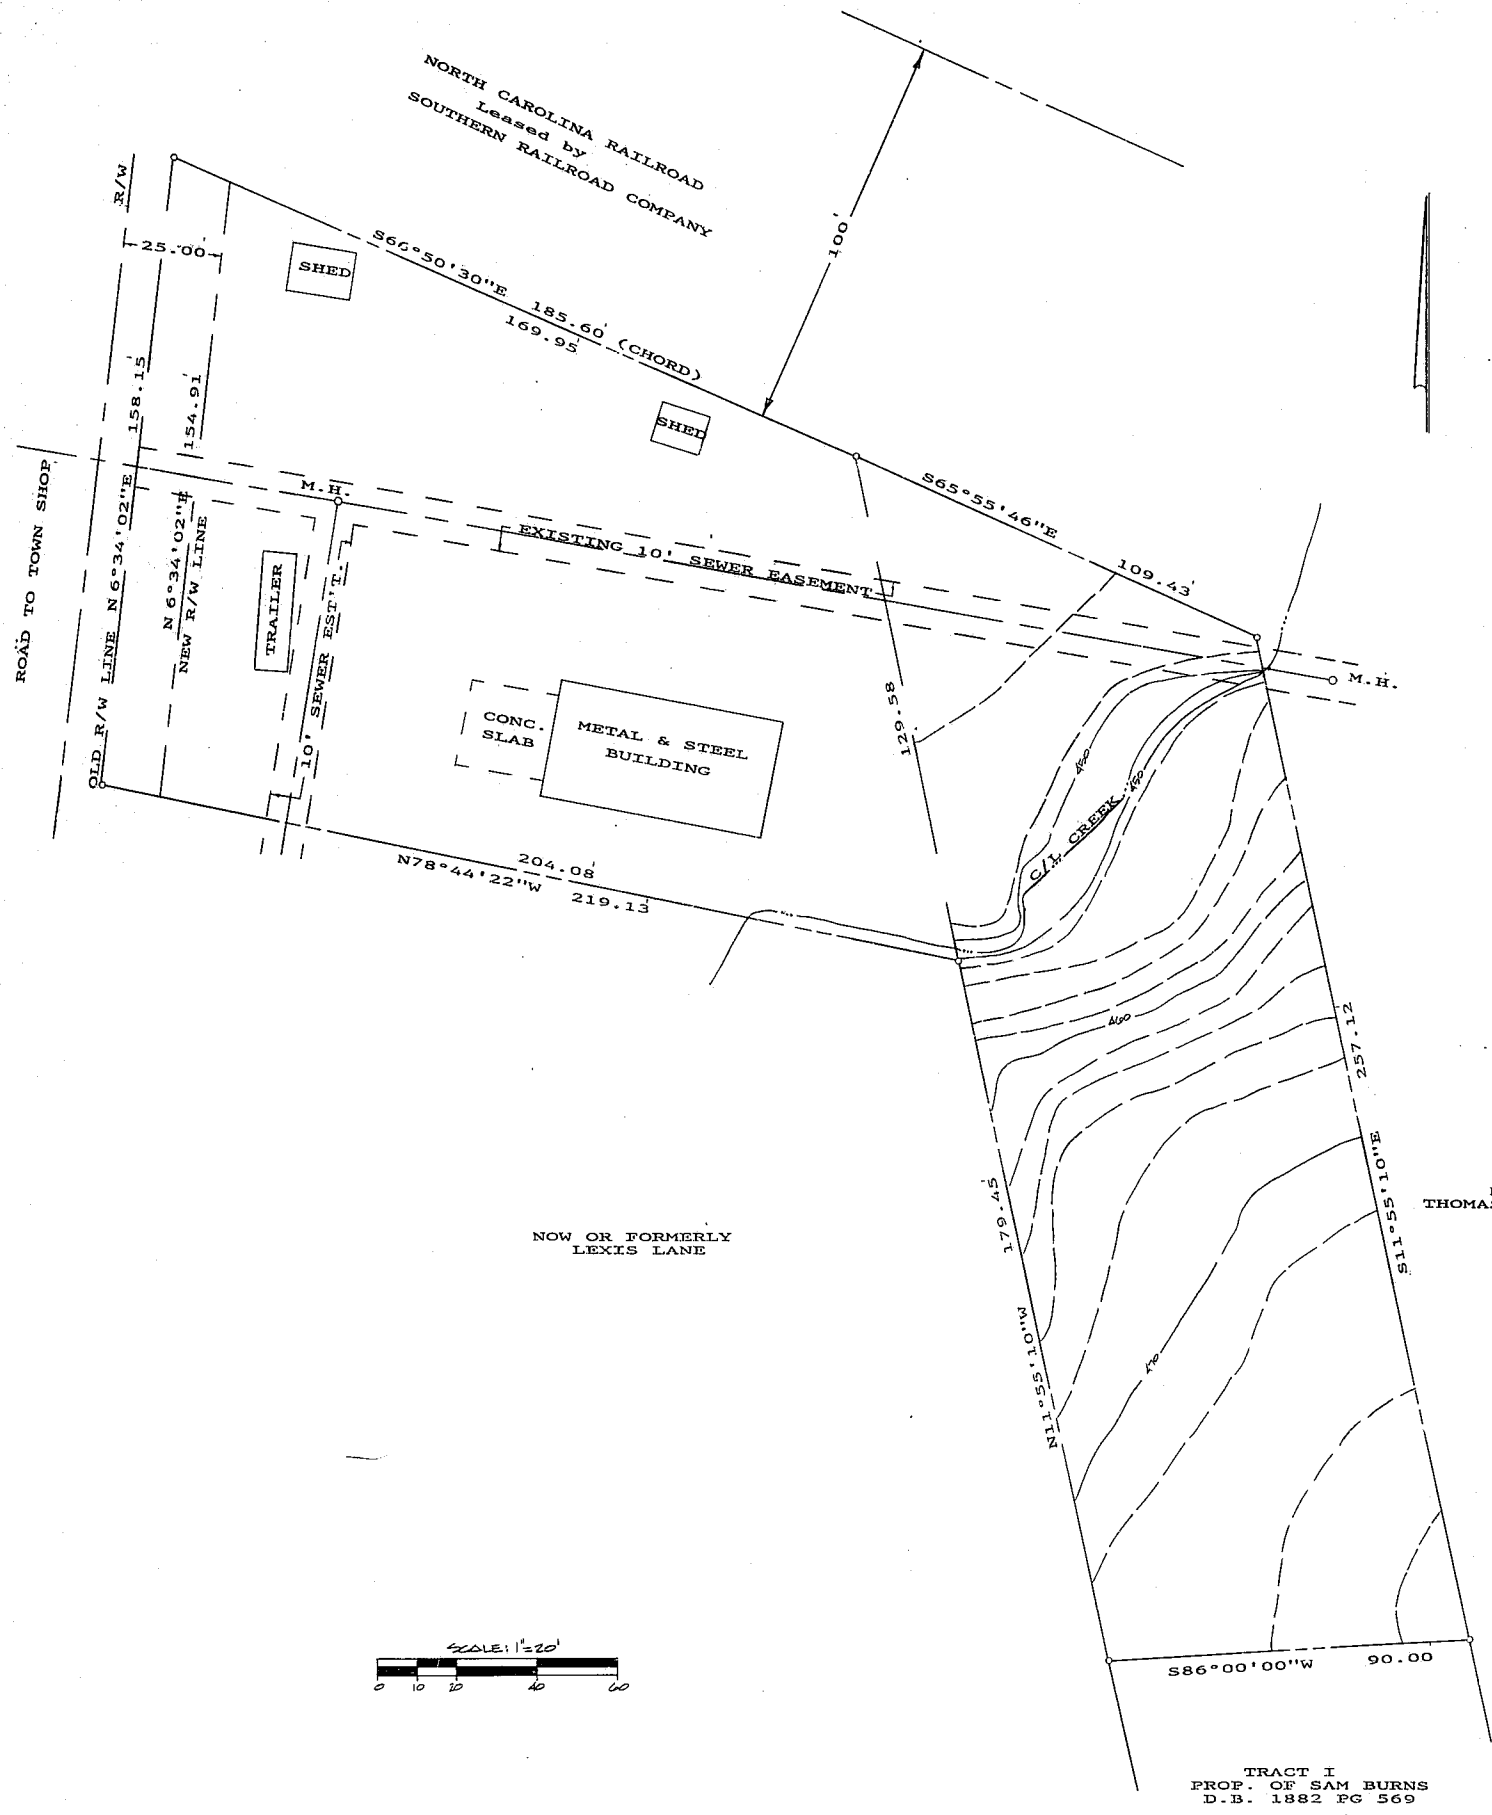 NORTH CAROLINA RAILROAD
Leased by
SOUTHERN RAILROAD COMPANY
R/W
25.00'
SHED
S66°50'30"E 185.60' (CHORD)
169.95'
100'
158.15'
154.91'
SHED
S65°55'46"E
109.43'
ROAD TO TOWN SHOP
OLD R/W LINE N 6°34'02"E
N 6°34'02"E
NEW R/W LINE
M.H.
TRAILER
10' SEWER EST'T.
EXISTING 10' SEWER EASEMENT
M.H.
129.58'
CONC.
SLAB
METAL & STEEL
BUILDING
450
450
C/L CREEK
204.08'
N78°44'22"W
219.13'
460
257.12'
S11°55'10"E
THOMA
179.45'
N11°55'10"W
NOW OR FORMERLY
LEXIS LANE
470
SCALE: 1"=20'
0 10 20 40 60
S86°00'00"W 90.00
TRACT I
PROP. OF SAM BURNS
D.B. 1882 PG 569